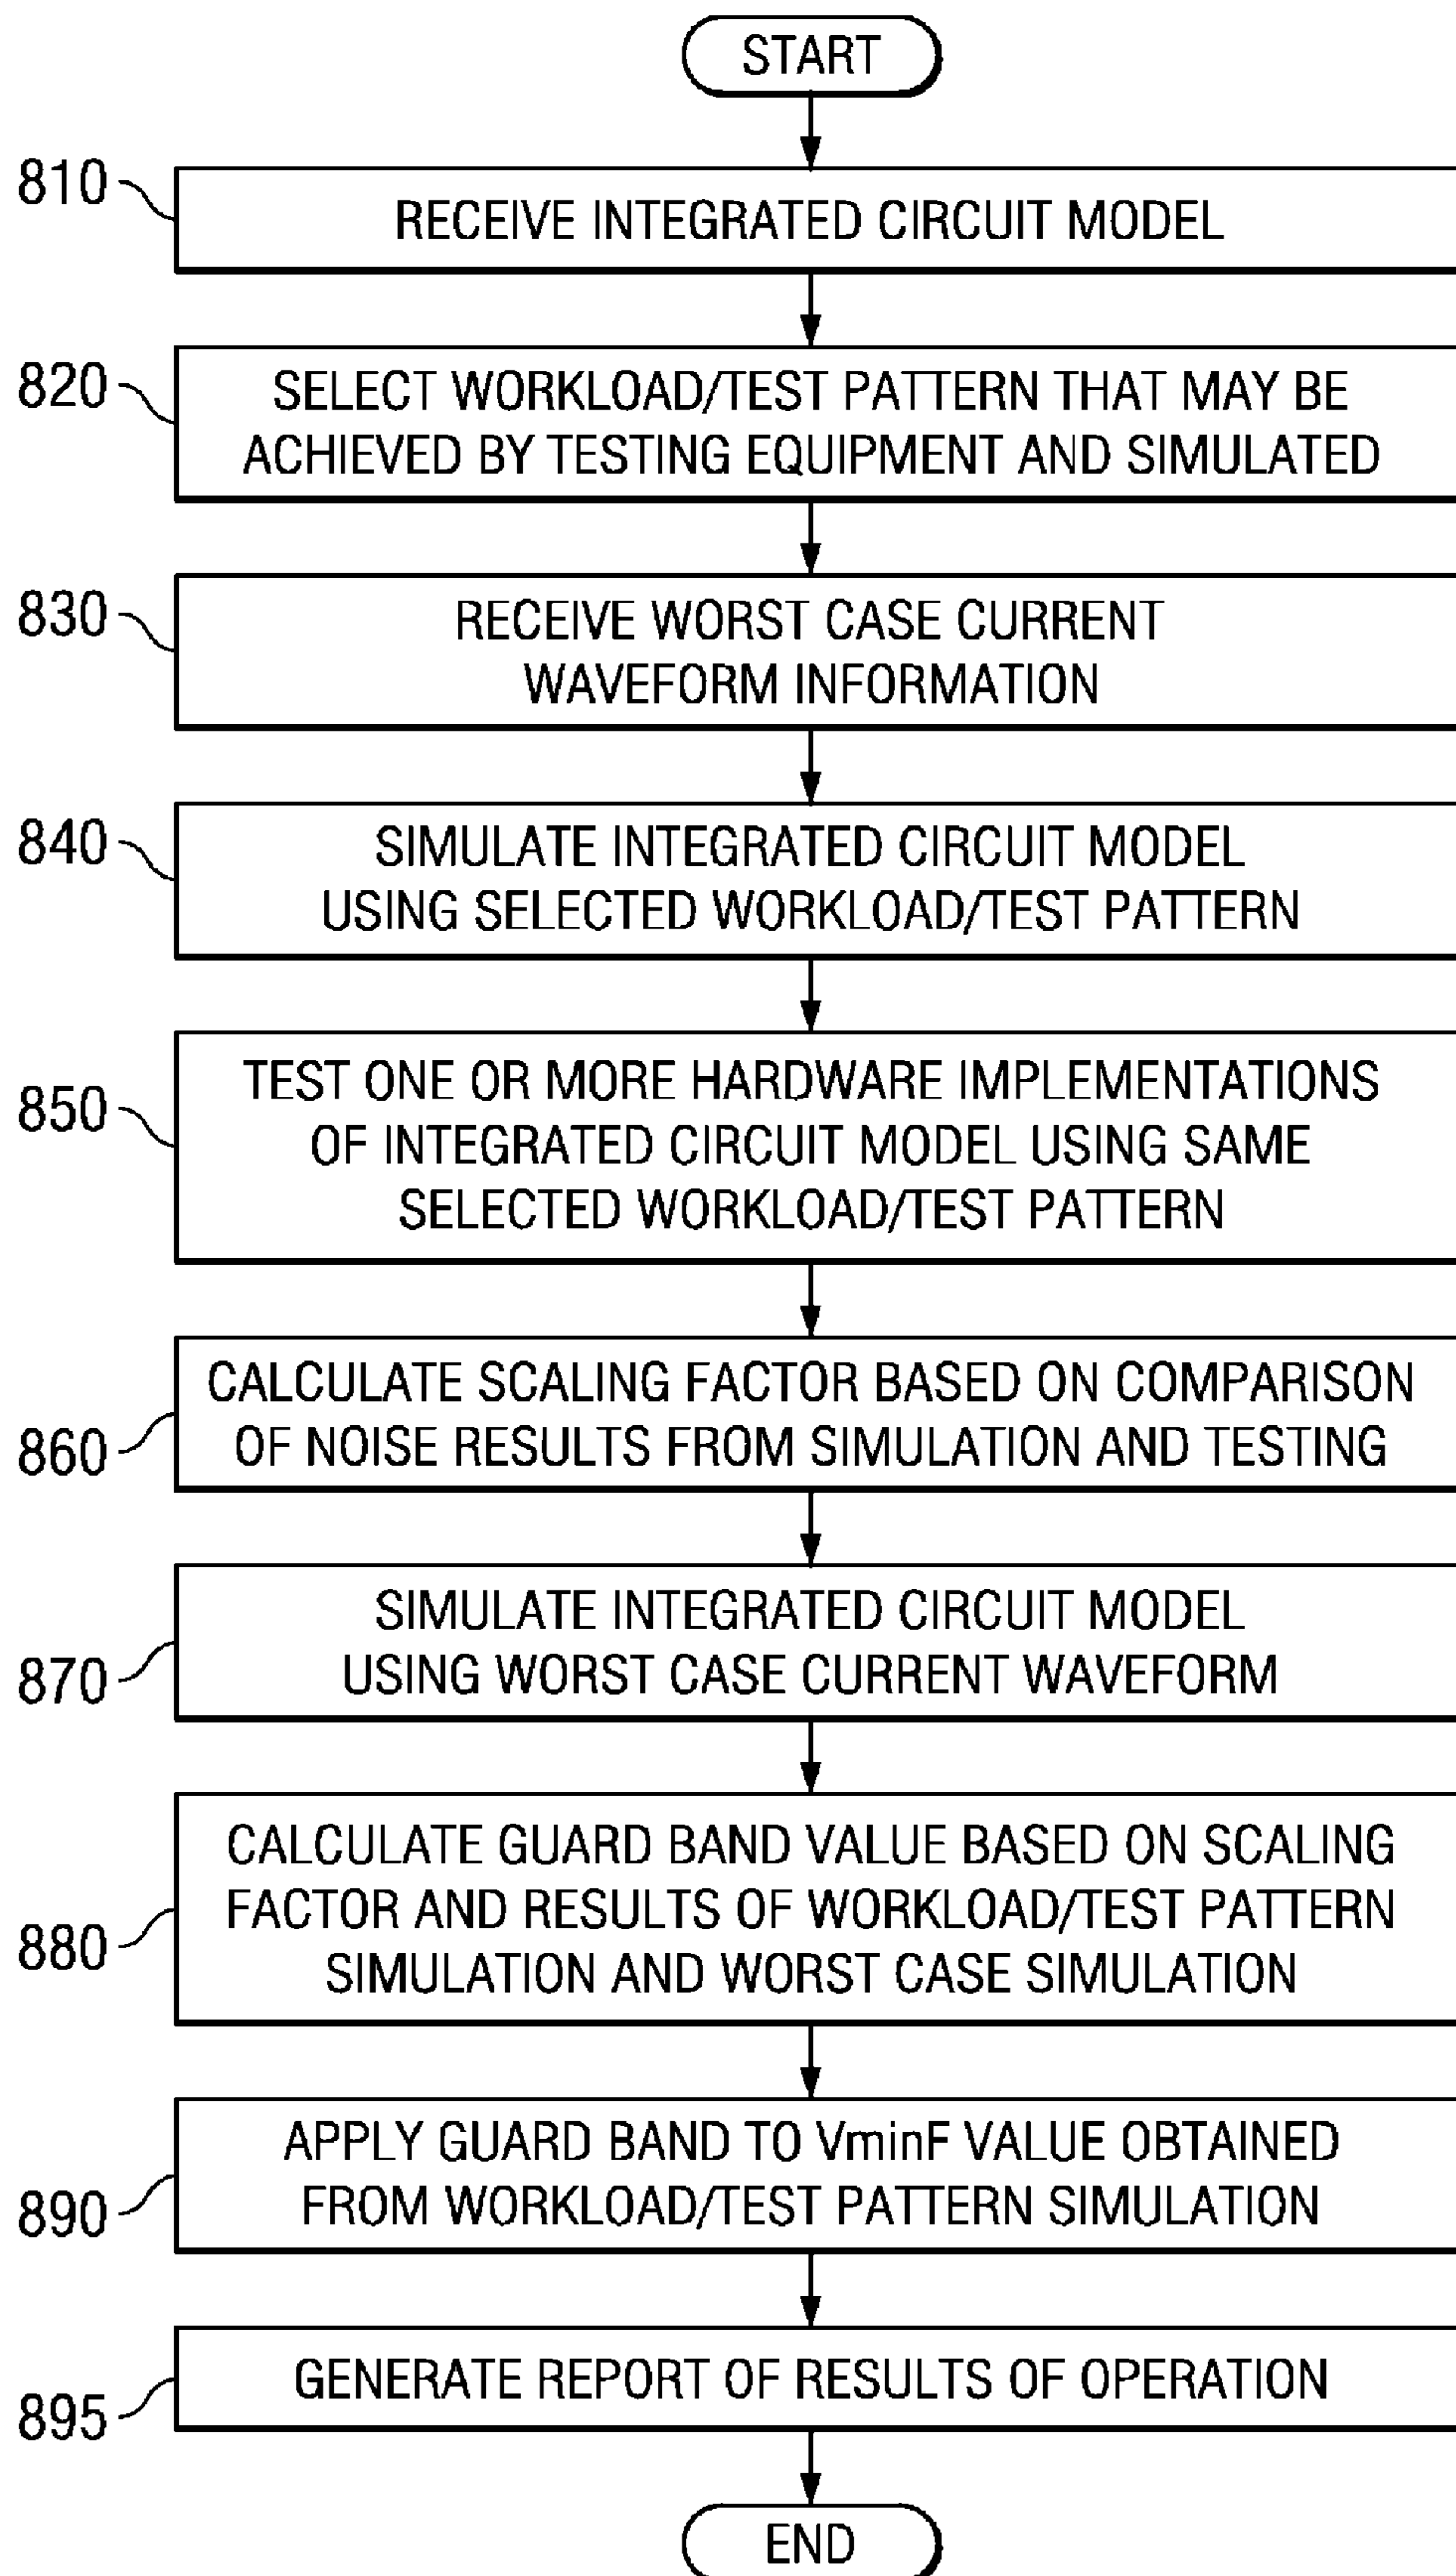 START
810
RECEIVE INTEGRATED CIRCUIT MODEL
820
SELECT WORKLOAD/TEST PATTERN THAT MAY BE
ACHIEVED BY TESTING EQUIPMENT AND SIMULATED
830
RECEIVE WORST CASE CURRENT
WAVEFORM INFORMATION
840
SIMULATE INTEGRATED CIRCUIT MODEL
USING SELECTED WORKLOAD/TEST PATTERN
850
TEST ONE OR MORE HARDWARE IMPLEMENTATIONS
OF INTEGRATED CIRCUIT MODEL USING SAME
SELECTED WORKLOAD/TEST PATTERN
860
CALCULATE SCALING FACTOR BASED ON COMPARISON
OF NOISE RESULTS FROM SIMULATION AND TESTING
870
SIMULATE INTEGRATED CIRCUIT MODEL
USING WORST CASE CURRENT WAVEFORM
880
CALCULATE GUARD BAND VALUE BASED ON SCALING
FACTOR AND RESULTS OF WORKLOAD/TEST PATTERN
SIMULATION AND WORST CASE SIMULATION
890
APPLY GUARD BAND TO VminF VALUE OBTAINED
FROM WORKLOAD/TEST PATTERN SIMULATION
895
GENERATE REPORT OF RESULTS OF OPERATION
END